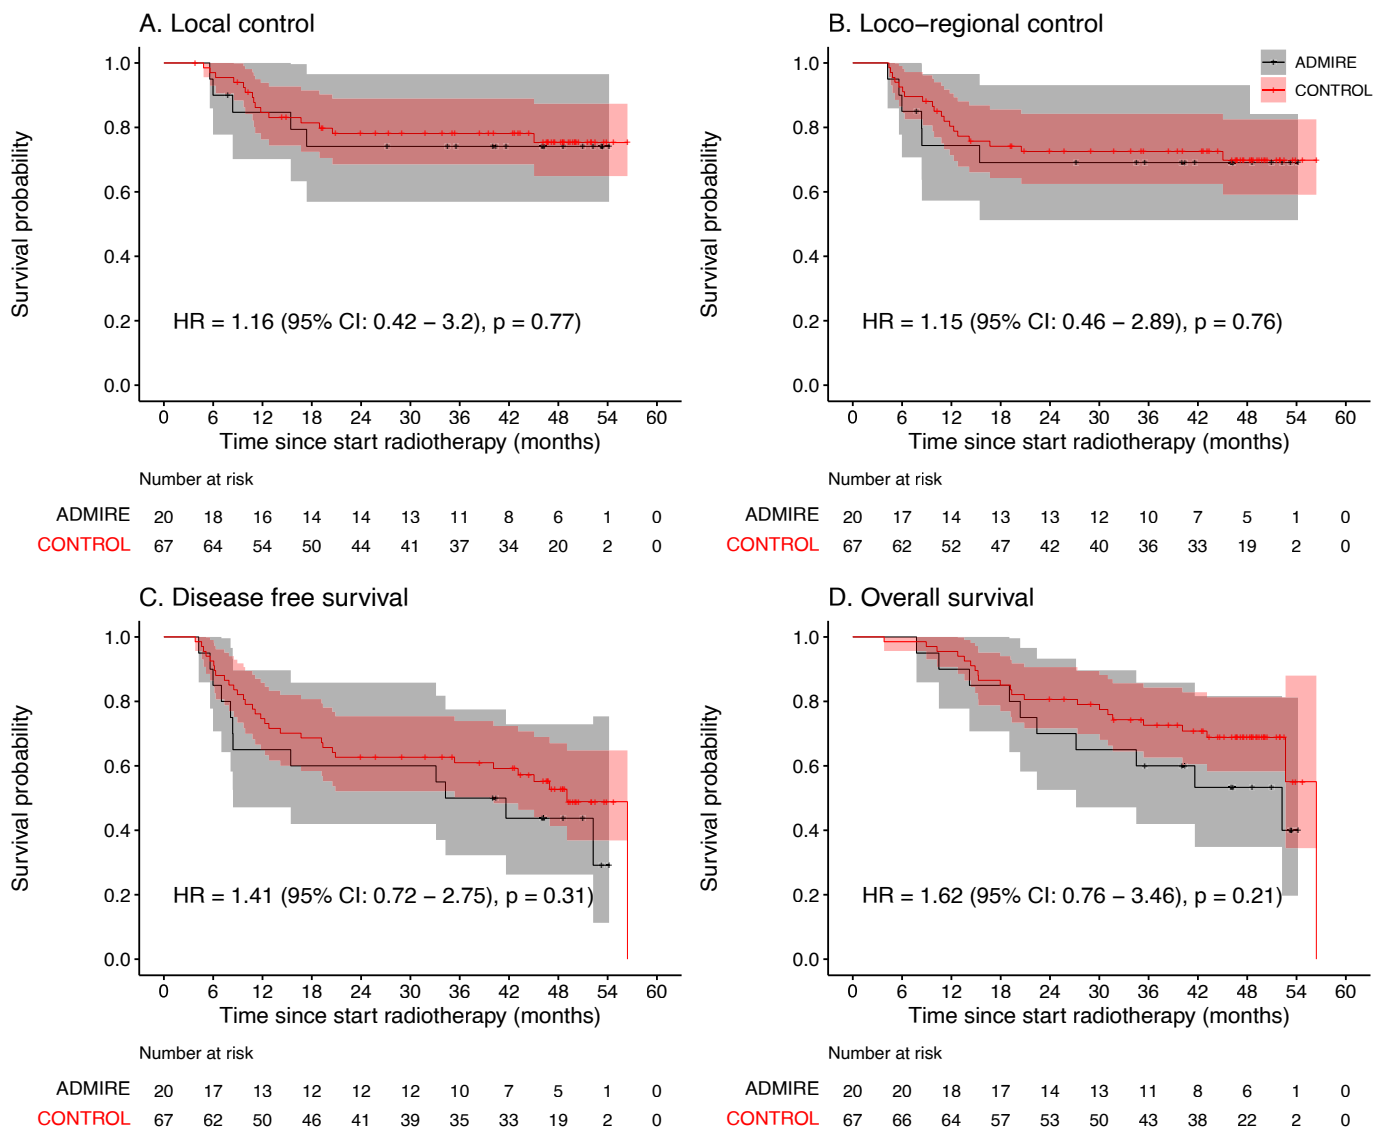 A. Local control
1.0
0.8
0.6
0.4
0.2
0.0
Survival probability
HR = 1.16 (95% CI: 0.42 − 3.2), p = 0.77)
0 6 12 18 24 30 36 42 48 54 60
Time since start radiotherapy (months)
Number at risk
ADMIRE 20 18 16 14 14 13 11 8 6 1 0
CONTROL 67 64 54 50 44 41 37 34 20 2 0
B. Loco−regional control
ADMIRE
CONTROL
1.0
0.8
0.6
0.4
0.2
0.0
Survival probability
HR = 1.15 (95% CI: 0.46 − 2.89), p = 0.76)
0 6 12 18 24 30 36 42 48 54 60
Time since start radiotherapy (months)
Number at risk
ADMIRE 20 17 14 13 13 12 10 7 5 1 0
CONTROL 67 62 52 47 42 40 36 33 19 2 0
C. Disease free survival
1.0
0.8
0.6
0.4
0.2
0.0
Survival probability
HR = 1.41 (95% CI: 0.72 − 2.75), p = 0.31)
0 6 12 18 24 30 36 42 48 54 60
Time since start radiotherapy (months)
Number at risk
ADMIRE 20 17 13 12 12 12 10 7 5 1 0
CONTROL 67 62 50 46 41 39 35 33 19 2 0
D. Overall survival
1.0
0.8
0.6
0.4
0.2
0.0
Survival probability
HR = 1.62 (95% CI: 0.76 − 3.46), p = 0.21)
0 6 12 18 24 30 36 42 48 54 60
Time since start radiotherapy (months)
Number at risk
ADMIRE 20 20 18 17 14 13 11 8 6 1 0
CONTROL 67 66 64 57 53 50 43 38 22 2 0